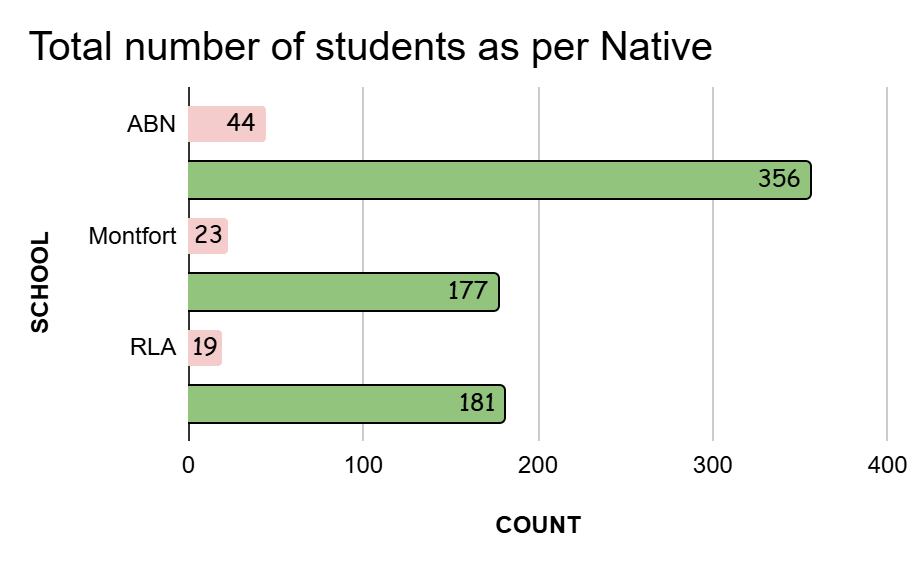 Total number of students as per Native
ABN 44
356
Montfort 23
177
RLA 19
181
SCHOOL
0 100 200 300 400
COUNT